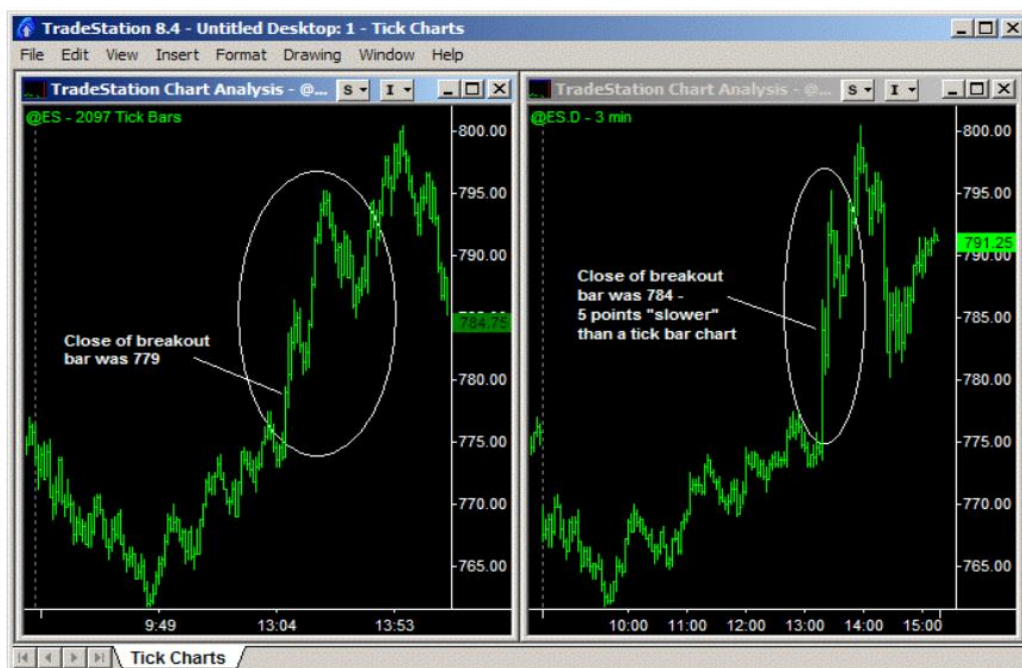 TradeStation 8.4 - Untitled Desktop: 1 - Tick Charts
File Edit View Insert Format Drawing Window Help
TradeStation Chart Analysis - @...
S
I
@ES - 2097 Tick Bars
800.00
795.00
790.00
784.75
780.00
775.00
770.00
765.00
Close of breakout
bar was 779
9:49 13:04 13:53
TradeStation Chart Analysis - @...
S
I
@ES.D - 3 min
800.00
795.00
791.25
790.00
785.00
780.00
775.00
770.00
765.00
Close of breakout
bar was 784 -
5 points "slower"
than a tick bar chart
10:00 11:00 12:00 13:00 14:00 15:00
Tick Charts